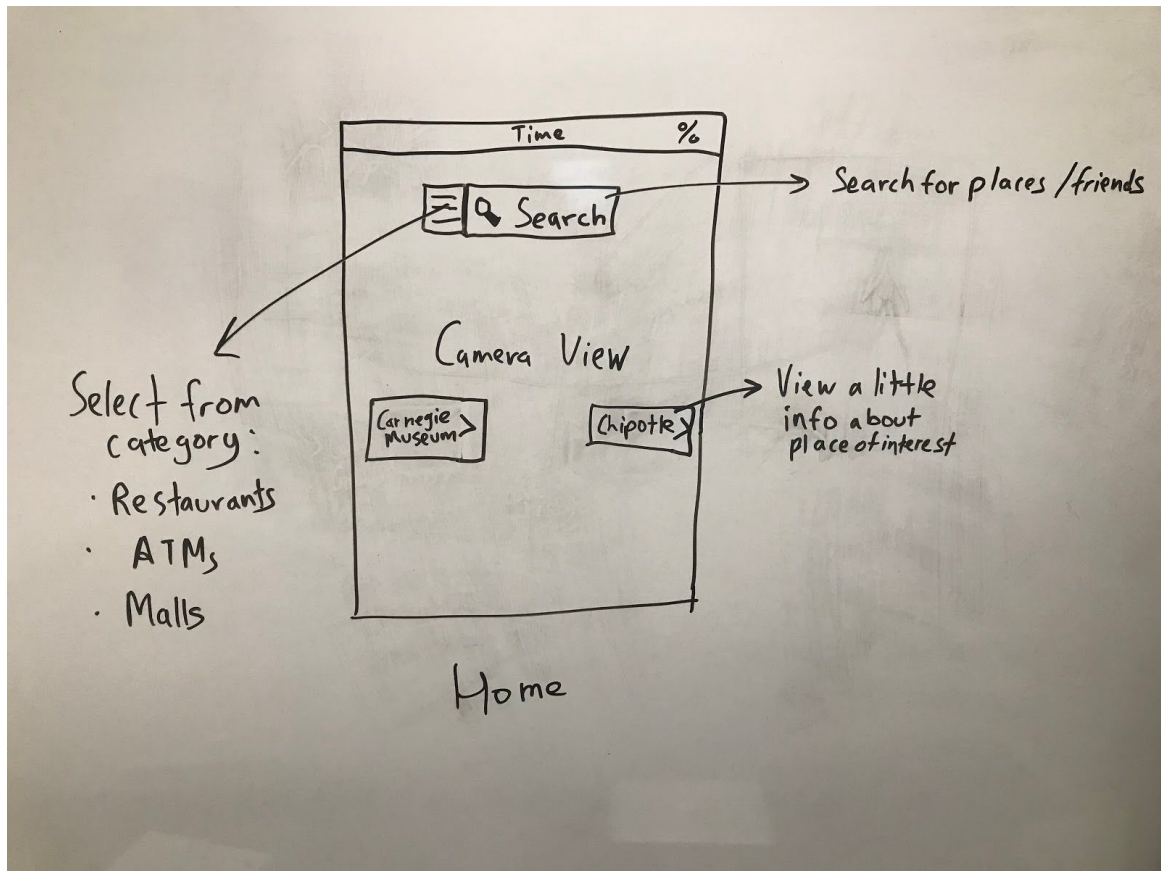 Time %
Search
Search for places / friends
Camera View
Select from
category:
· Restaurants
· ATMs
· Malls
Carnegie
Museum >
Chipotle >
View a little
info about
place of interest
Home